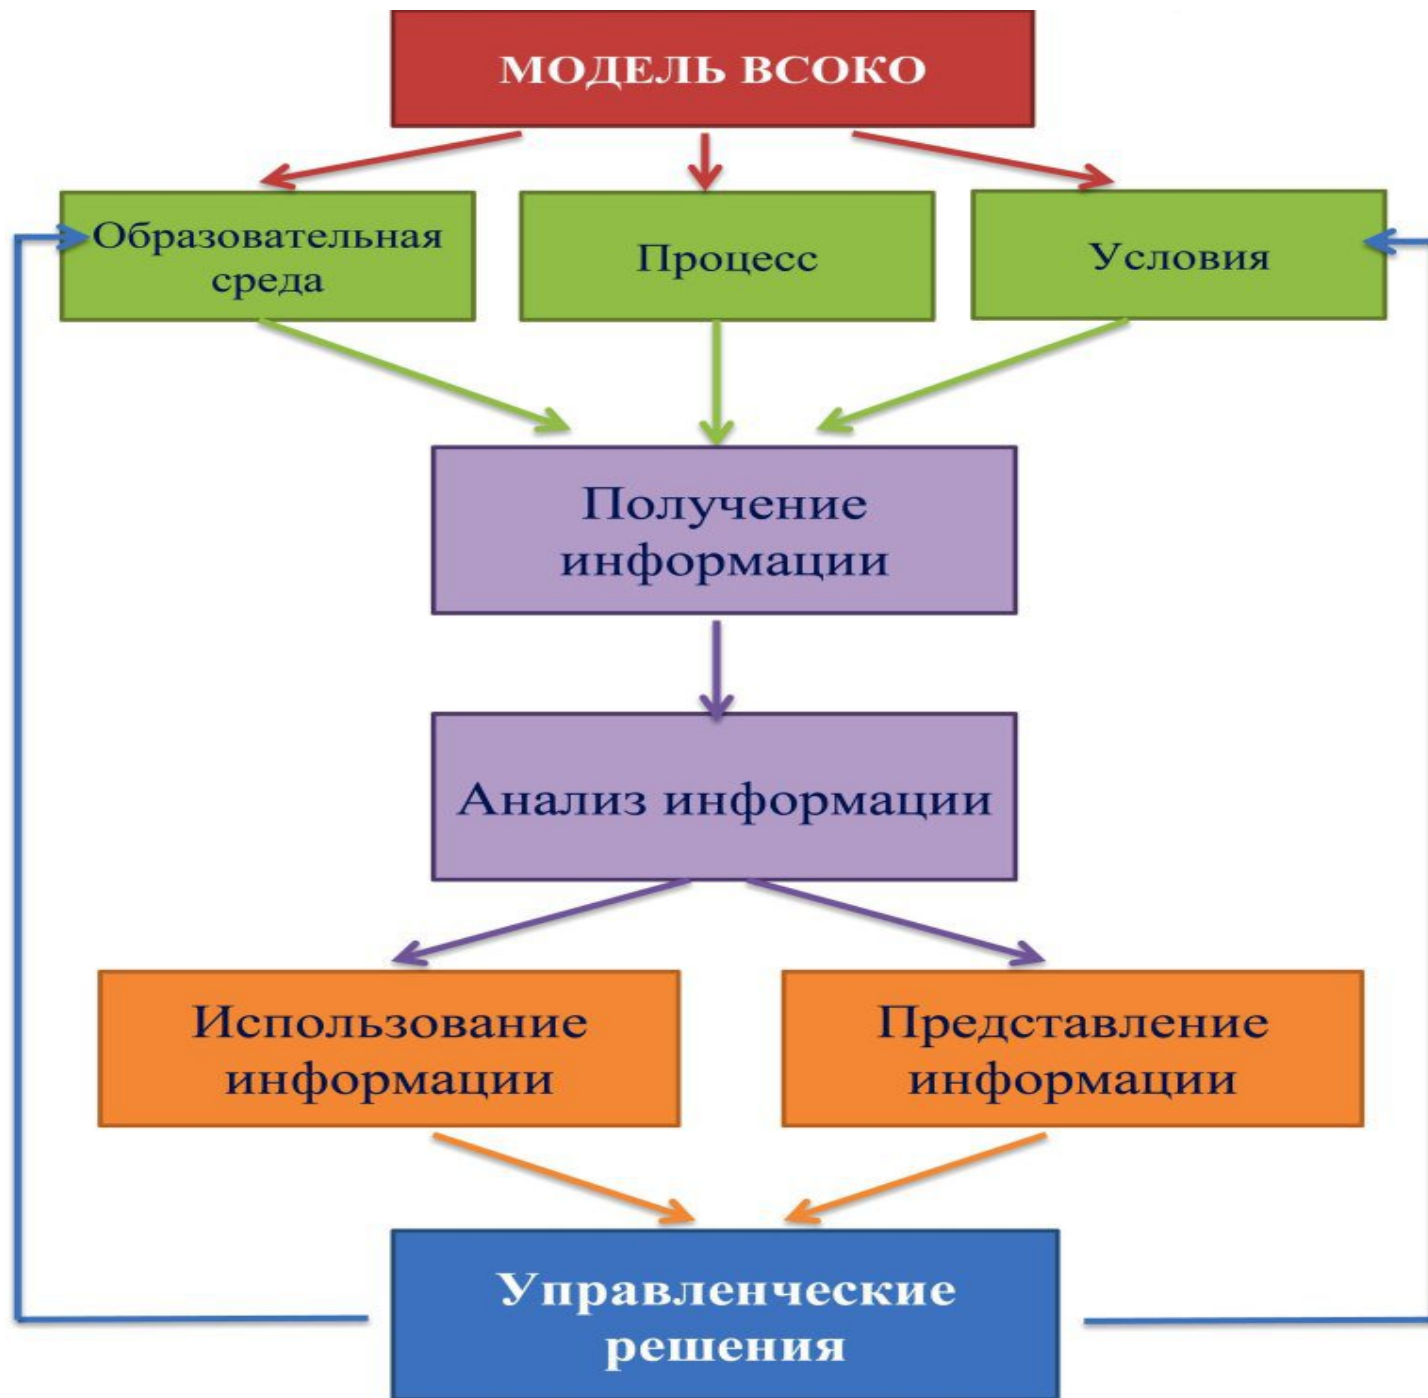 МОДЕЛЬ ВСОКО
Образовательная
среда
Процесс
Условия
Получение
информации
Анализ информации
Использование
информации
Представление
информации
Управленческие
решения